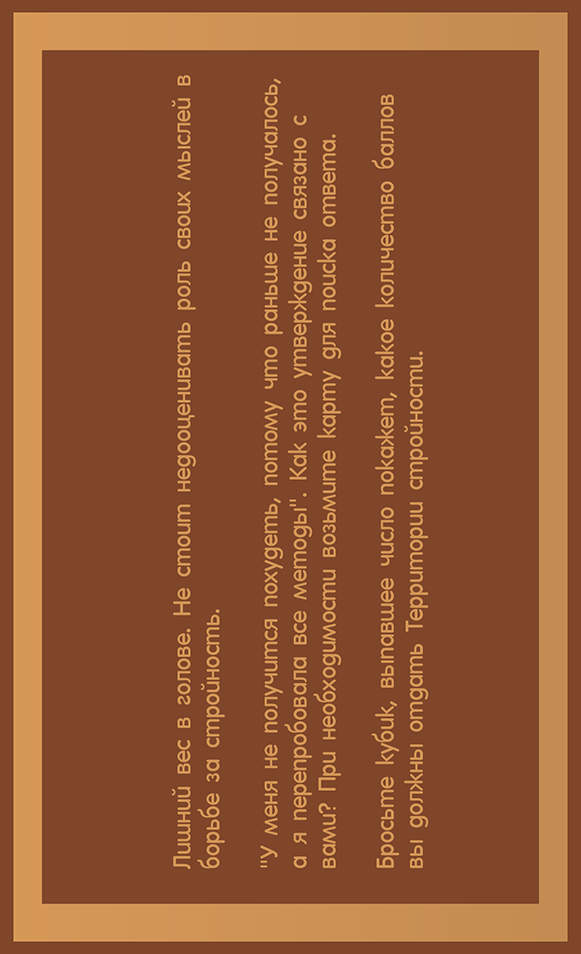 Лишний вес в голове. Не стоит недооценивать роль своих мыслей в
борьбе за стройность.
"У меня не получится похудеть, потому что раньше не получалось,
а я перепробовала все методы". Как это утверждение связано с
вами? При необходимости возьмите карту для поиска ответа.
Бросьте кубик, выпавшее число покажет, какое количество баллов
вы должны отдать Территории стройности.